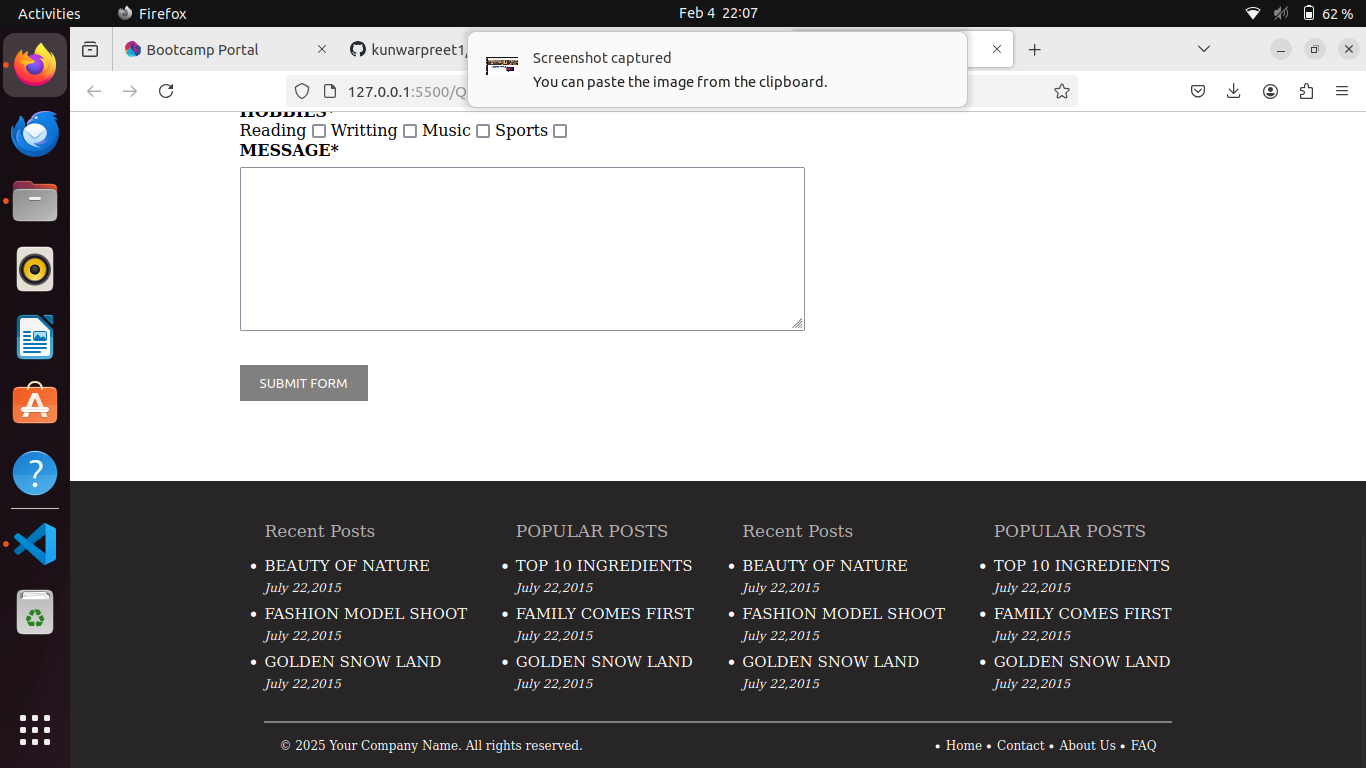 Activities Firefox Feb 4 22:07 62 %
Bootcamp Portal kunwarpreet1/
Screenshot captured
You can paste the image from the clipboard.
127.0.0.1:5500/Q
HOBBIES*
Reading Writting Music Sports
MESSAGE*
SUBMIT FORM
Recent Posts POPULAR POSTS Recent Posts POPULAR POSTS
• BEAUTY OF NATURE • TOP 10 INGREDIENTS • BEAUTY OF NATURE • TOP 10 INGREDIENTS
July 22,2015 July 22,2015 July 22,2015 July 22,2015
• FASHION MODEL SHOOT • FAMILY COMES FIRST • FASHION MODEL SHOOT • FAMILY COMES FIRST
July 22,2015 July 22,2015 July 22,2015 July 22,2015
• GOLDEN SNOW LAND • GOLDEN SNOW LAND • GOLDEN SNOW LAND • GOLDEN SNOW LAND
July 22,2015 July 22,2015 July 22,2015 July 22,2015
© 2025 Your Company Name. All rights reserved. • Home • Contact • About Us • FAQ